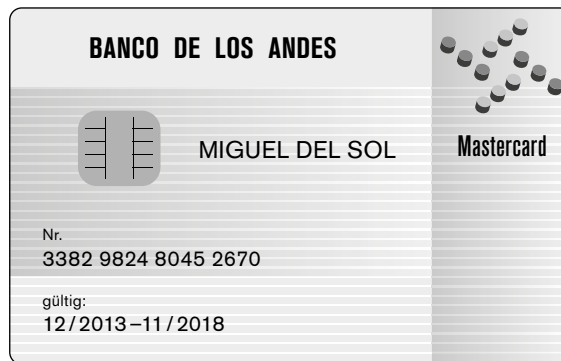 BANCO DE LOS ANDES
MIGUEL DEL SOL
Mastercard
Nr.
3382 9824 8045 2670
gültig:
12/2013–11/2018